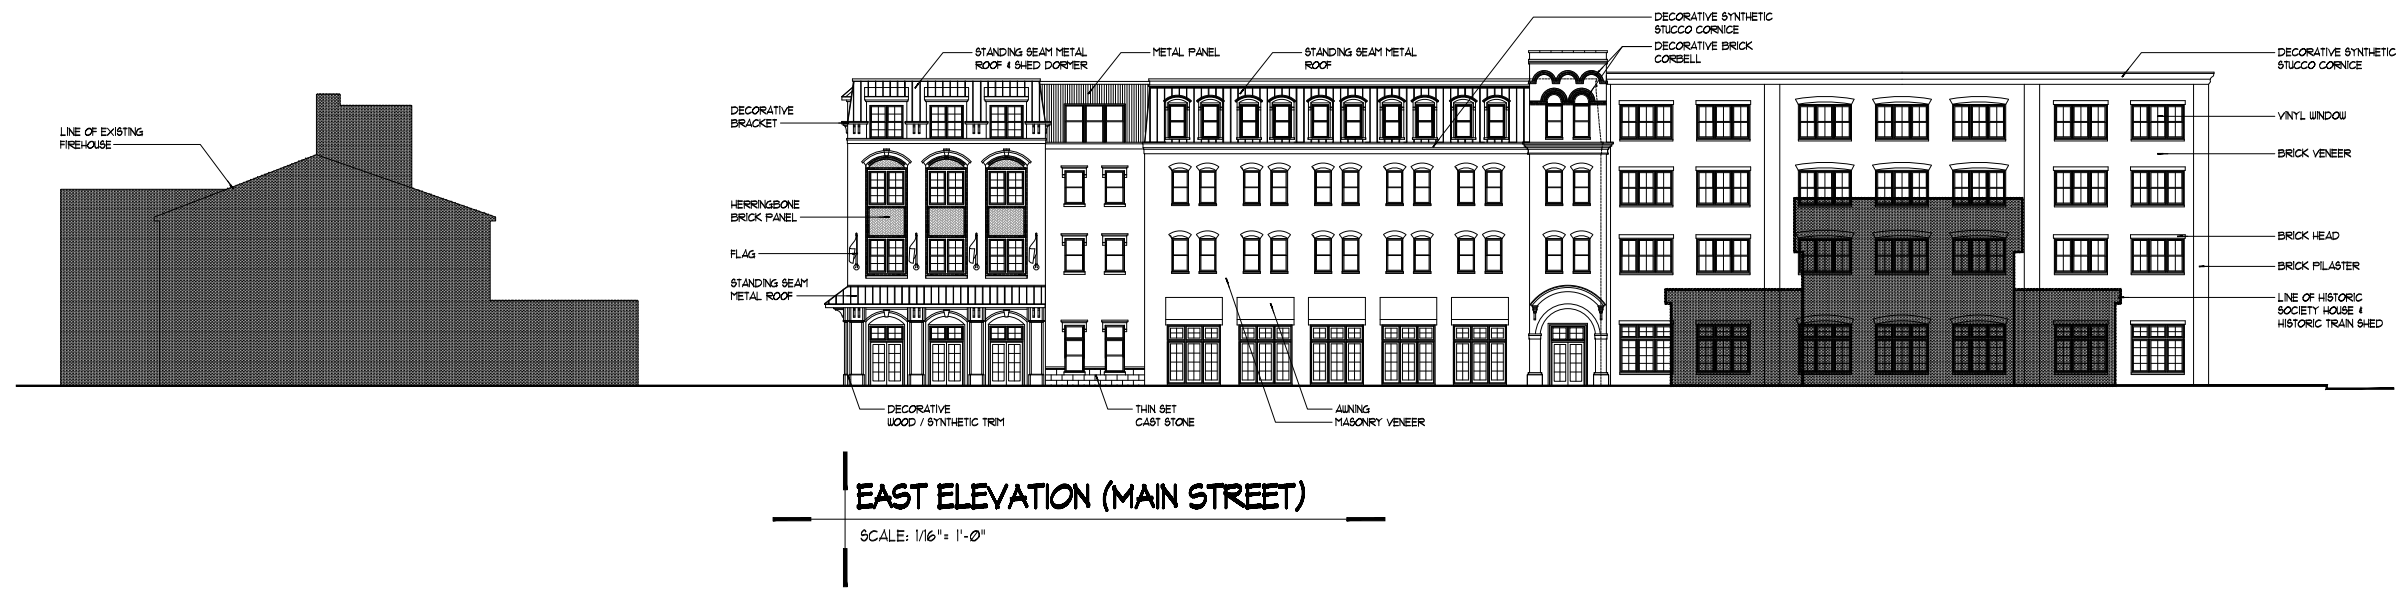 DECORATIVE SYNTHETIC
STUCCO CORNICE
DECORATIVE BRICK
CORBELL
STANDING SEAM METAL
ROOF & SHED DORMER
METAL PANEL
STANDING SEAM METAL
ROOF
DECORATIVE SYNTHETIC
STUCCO CORNICE
DECORATIVE
BRACKET
VINYL WINDOW
LINE OF EXISTING
FIREHOUSE
BRICK VENEER
HERRINGBONE
BRICK PANEL
BRICK HEAD
FLAG
BRICK PILASTER
STANDING SEAM
METAL ROOF
LINE OF HISTORIC
SOCIETY HOUSE &
HISTORIC TRAIN SHED
DECORATIVE
WOOD / SYNTHETIC TRIM
THIN SET
CAST STONE
AWNING
MASONRY VENEER
EAST ELEVATION (MAIN STREET)
SCALE: 1/16"= 1'-0"